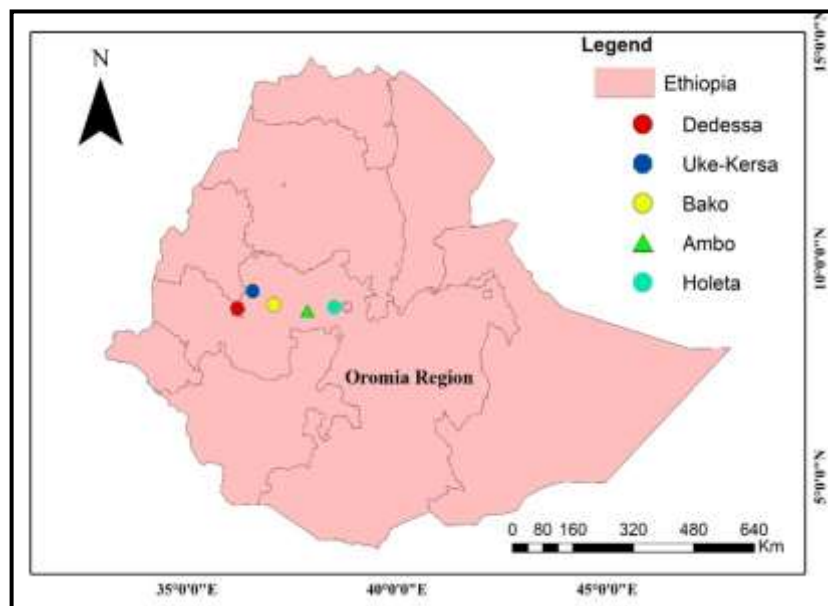 N
Legend
Ethiopia
Dedessa
Uke-Kersa
Bako
Ambo
Holeta
Oromia Region
0 80 160 320 480 640
Km
35°0'0"E 40°0'0"E 45°0'0"E
15°0'0"N
10°0'0"N
5°0'0"N